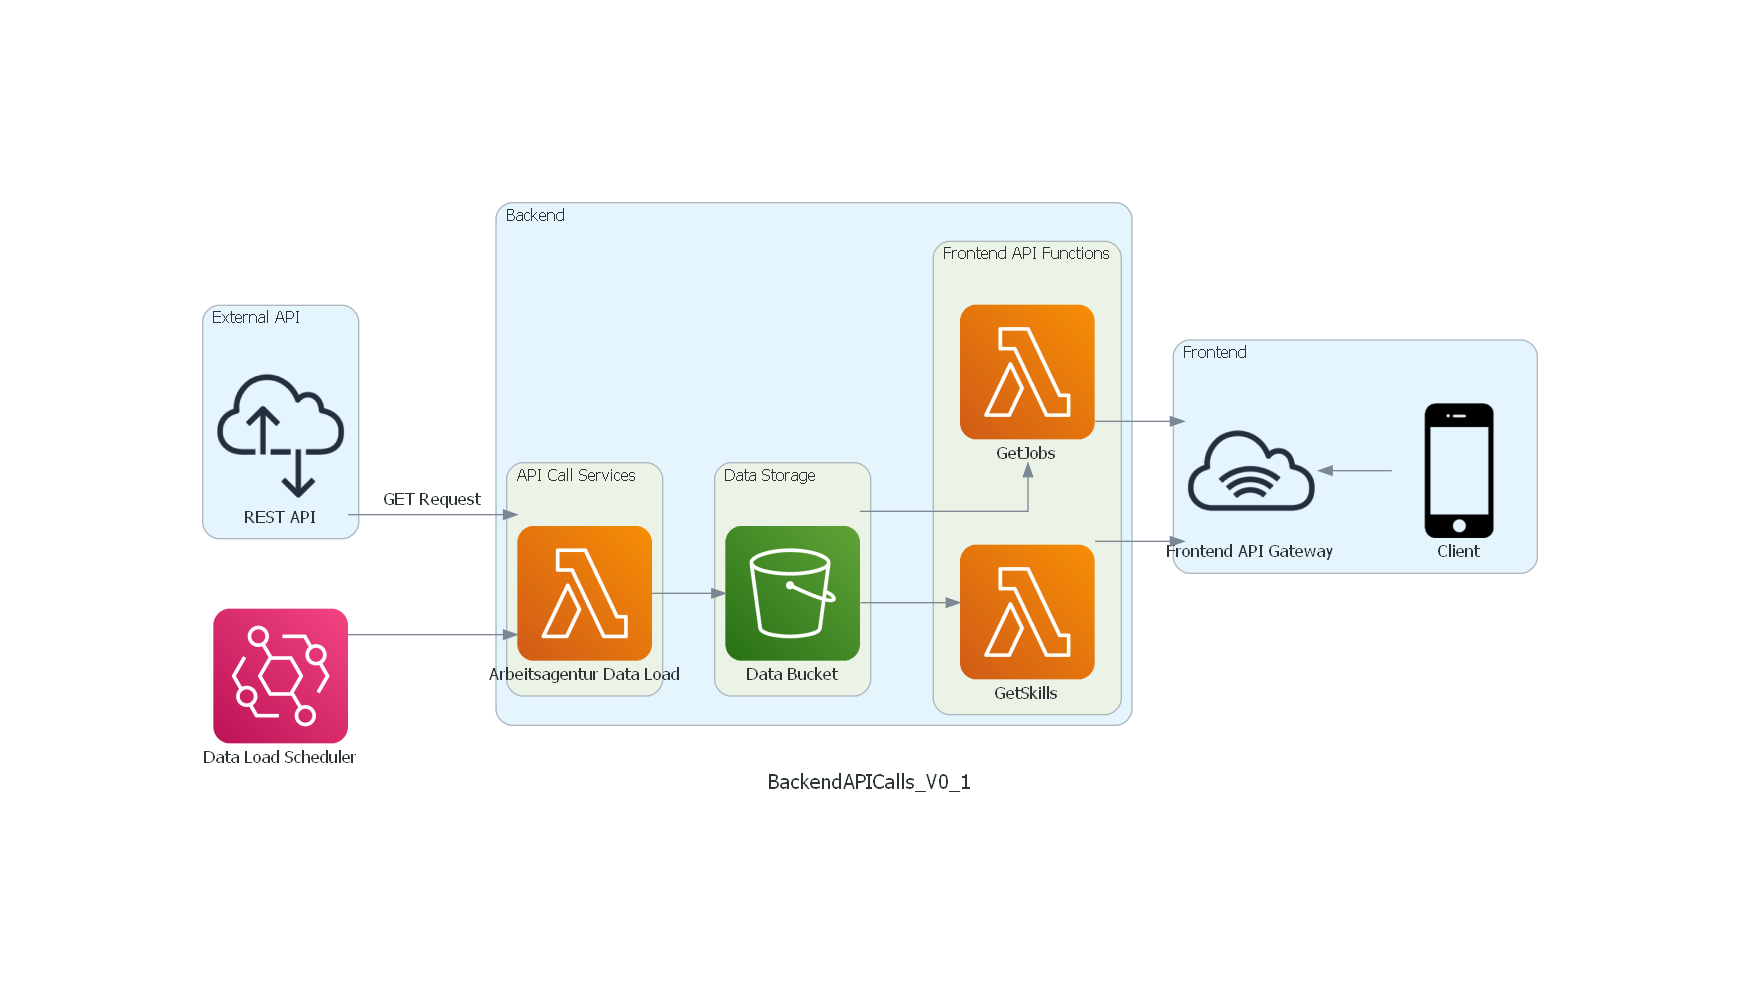 Backend
Frontend API Functions
External API
Frontend
GetJobs
API Call Services
Data Storage
GET Request
REST API
Frontend API Gateway
Client
Arbeitsagentur Data Load
Data Bucket
GetSkills
Data Load Scheduler
BackendAPICalls_V0_1